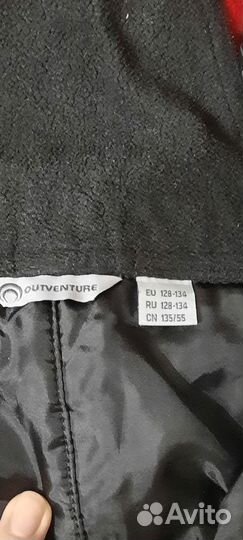 OUTVENTURE
EU 128-134
RU 128-134
CN 135/55
Avito